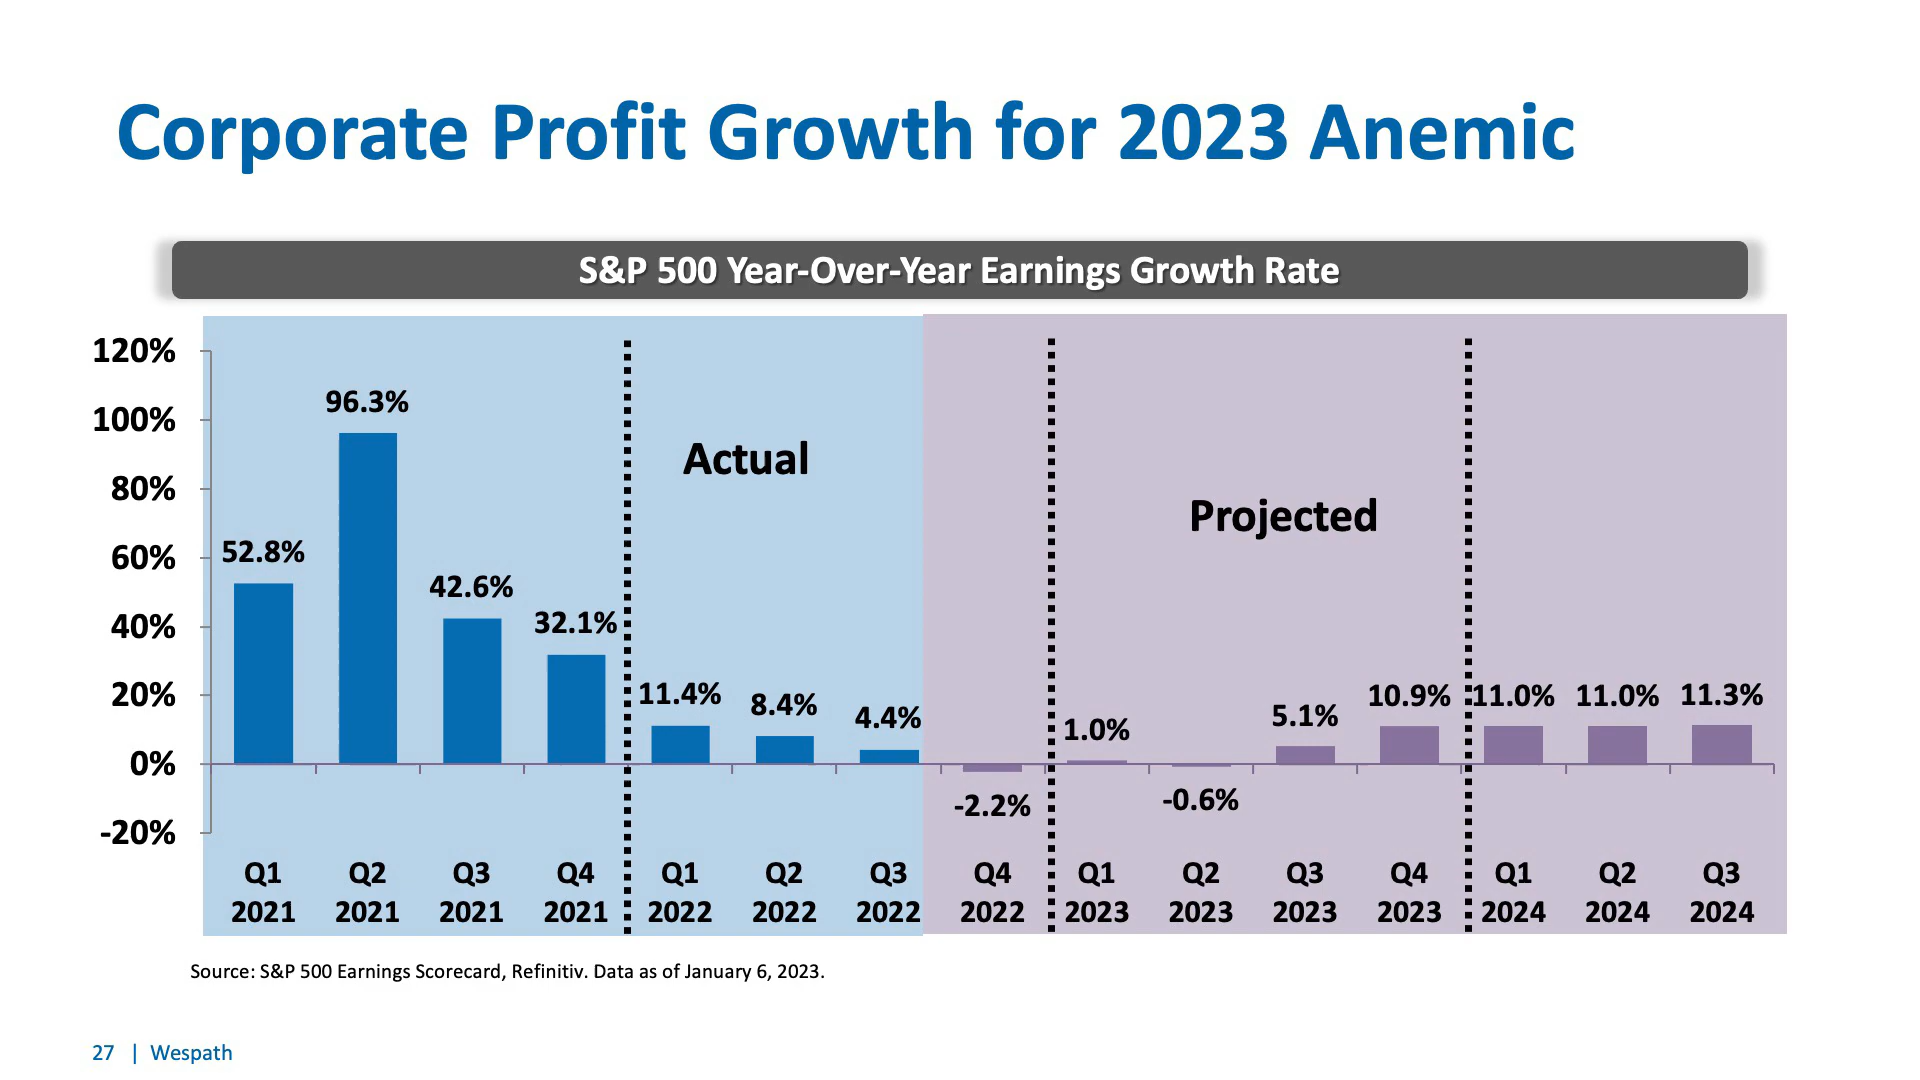 Corporate Profit Growth for 2023 Anemic
S&P 500 Year-Over-Year Earnings Growth Rate
120%
100%
80%
60%
40%
20%
0%
-20%
52.8%
96.3%
42.6%
32.1%
11.4%
8.4%
4.4%
-2.2%
1.0%
-0.6%
5.1%
10.9%
11.0%
11.0%
11.3%
Actual
Projected
Q1 2021
Q2 2021
Q3 2021
Q4 2021
Q1 2022
Q2 2022
Q3 2022
Q4 2022
Q1 2023
Q2 2023
Q3 2023
Q4 2023
Q1 2024
Q2 2024
Q3 2024
Source: S&P 500 Earnings Scorecard, Refinitiv. Data as of January 6, 2023.
27 | Wespath